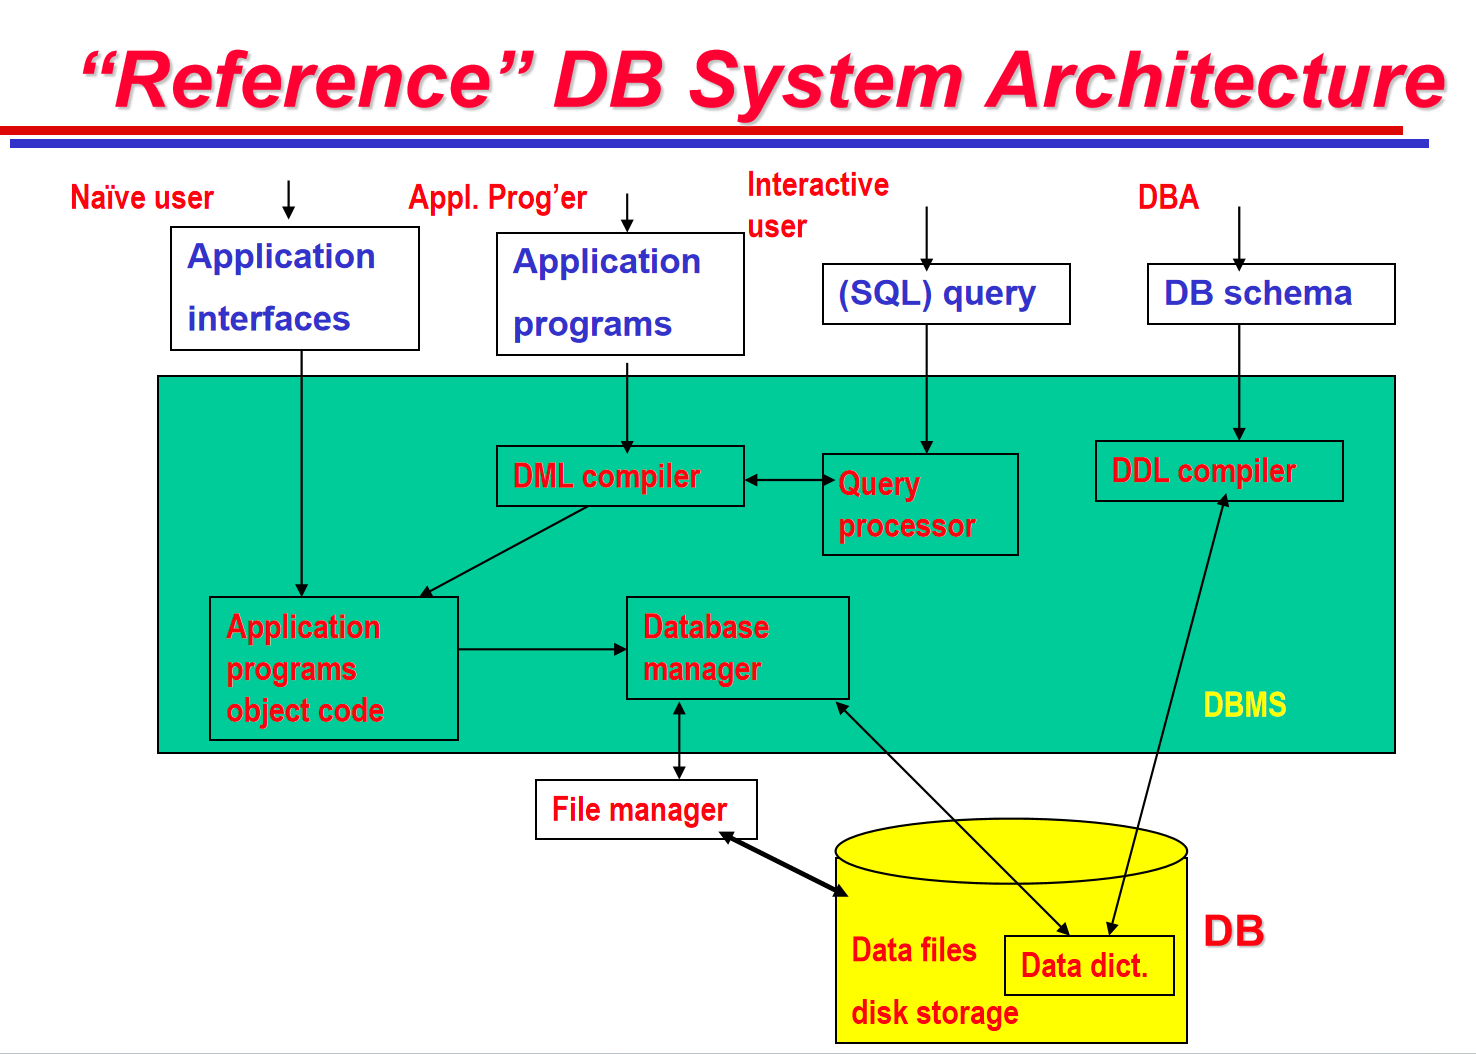 “Reference” DB System Architecture
Naïve user
Appl. Prog’er
Interactive
user
DBA
Application
interfaces
Application
programs
(SQL) query
DB schema
DML compiler
Query
processor
DDL compiler
Application
programs
object code
Database
manager
DBMS
File manager
Data files
disk storage
Data dict.
DB